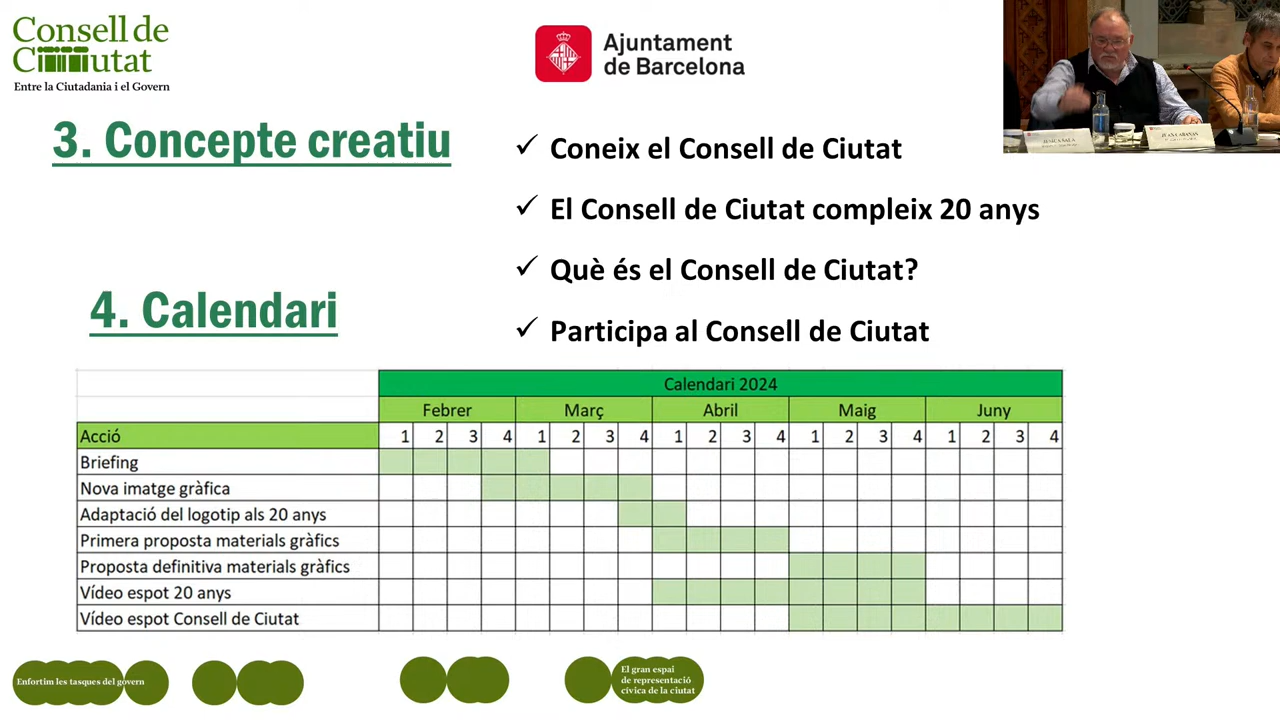 Consell de
Ciutat
Entre la Ciutadania i el Govern
Ajuntament
de Barcelona
3. Concepte creatiu
✓ Coneix el Consell de Ciutat
✓ El Consell de Ciutat compleix 20 anys
✓ Què és el Consell de Ciutat?
✓ Participa al Consell de Ciutat
4. Calendari
Calendari 2024
Febrer Març Abril Maig Juny
Acció 1 2 3 4 1 2 3 4 1 2 3 4 1 2 3 4 1 2 3 4
Briefing
Nova imatge gràfica
Adaptació del logotip als 20 anys
Primera proposta materials gràfics
Proposta definitiva materials gràfics
Vídeo espot 20 anys
Vídeo espot Consell de Ciutat
Enfortim les tasques del govern
El gran espai
de representació
cívica de la ciutat